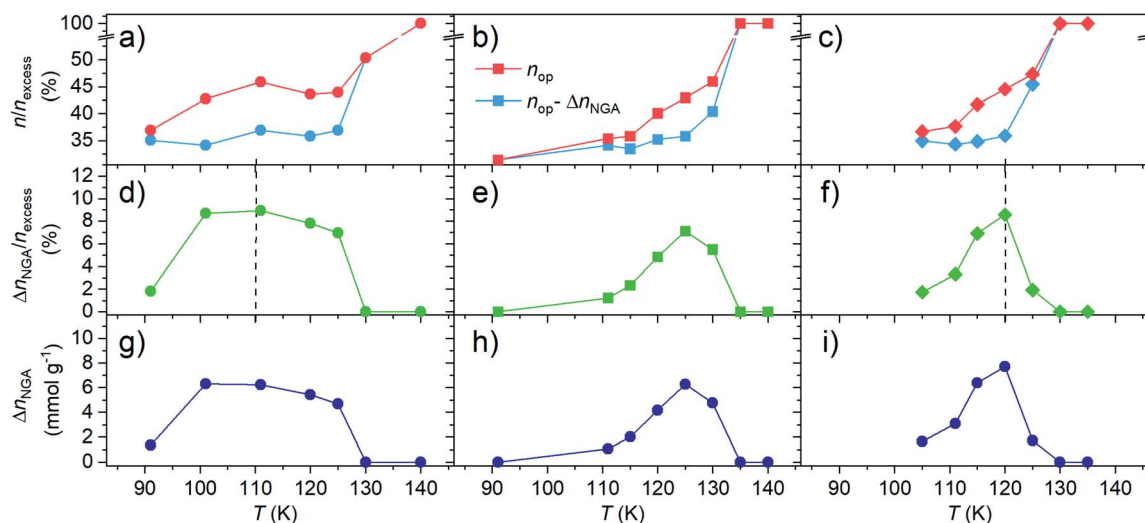 a)
b)
c)
n/n_excess
(%)
100
50
45
40
35
n_op
n_op- Δn_NGA
d)
e)
f)
Δn_NGA/n_excess
(%)
12
10
8
6
4
2
0
g)
h)
i)
Δn_NGA
(mmol g⁻¹)
10
8
6
4
2
0
90 100 110 120 130 140
90 100 110 120 130 140
90 100 110 120 130 140
T (K)
T (K)
T (K)